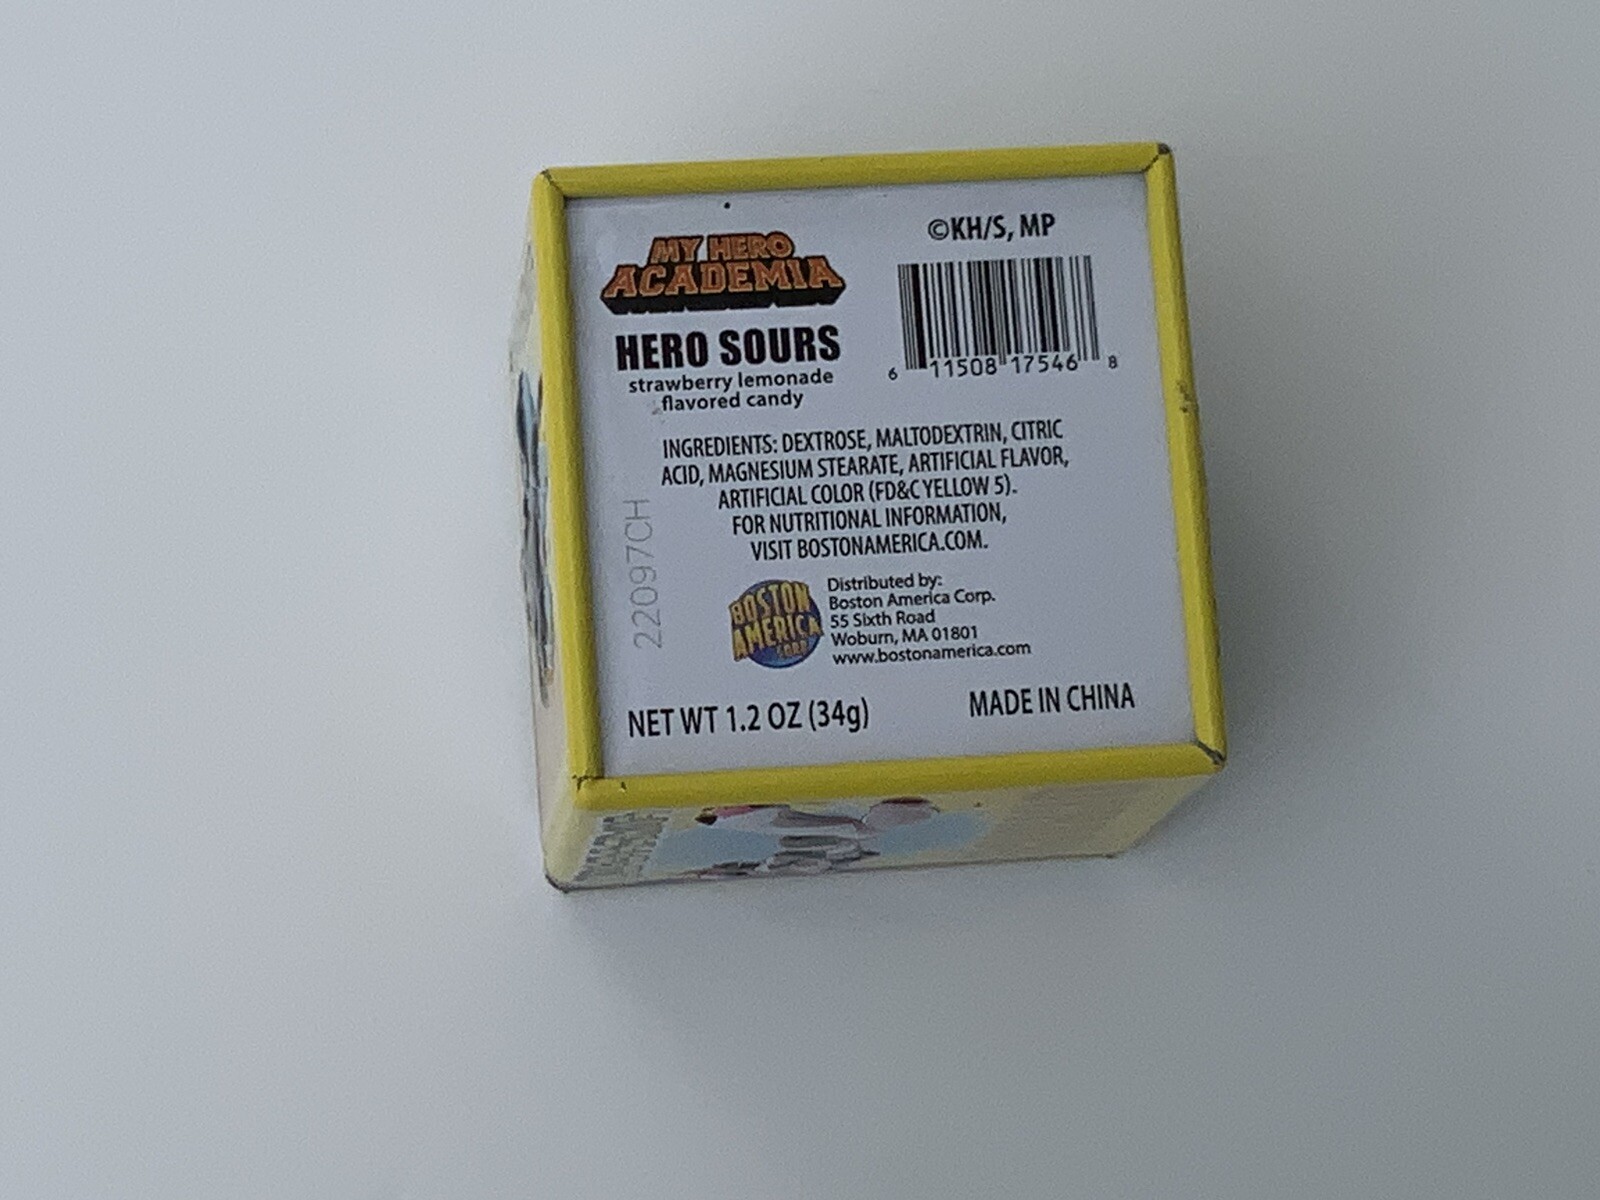 MY HERO
ACADEMIA
HERO SOURS
strawberry lemonade
flavored candy
©KH/S, MP
6 11508 17546 8
INGREDIENTS: DEXTROSE, MALTODEXTRIN, CITRIC
ACID, MAGNESIUM STEARATE, ARTIFICIAL FLAVOR,
ARTIFICIAL COLOR (FD&C YELLOW 5).
FOR NUTRITIONAL INFORMATION,
VISIT BOSTONAMERICA.COM.
22097CH
BOSTON
AMERICA
CORP
Distributed by:
Boston America Corp.
55 Sixth Road
Woburn, MA 01801
www.bostonamerica.com
NET WT 1.2 OZ (34g)
MADE IN CHINA